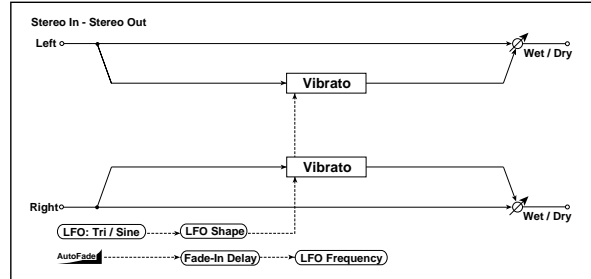 Stereo In - Stereo Out
Left
Wet / Dry
Vibrato
Vibrato
Right
Wet / Dry
LFO: Tri / Sine
LFO Shape
AutoFade
Fade-In Delay
LFO Frequency